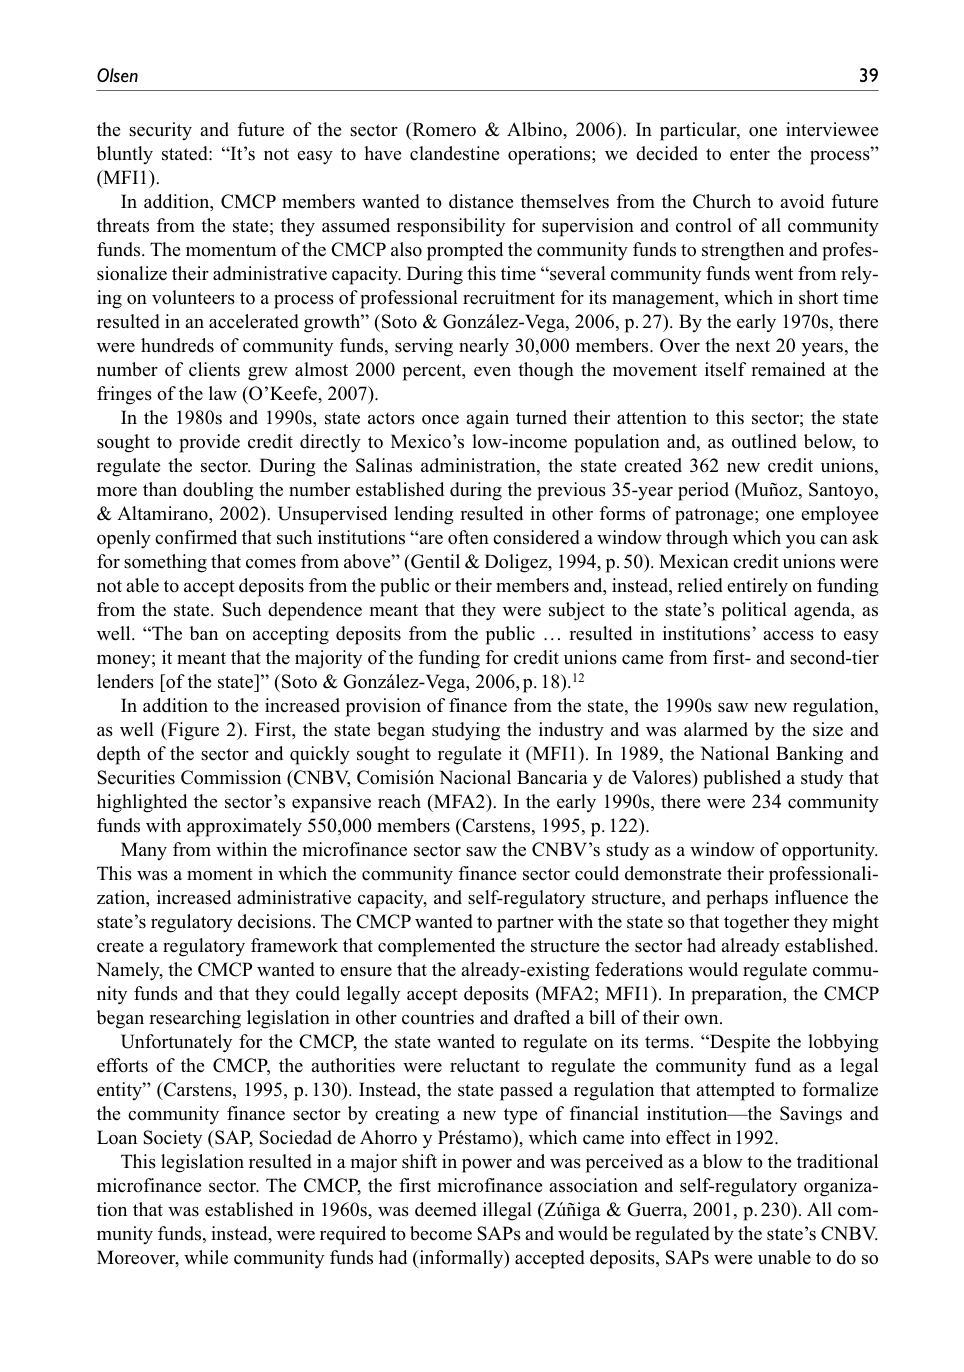 Olsen 39
the security and future of the sector (Romero & Albino, 2006). In particular, one interviewee
bluntly stated: “It’s not easy to have clandestine operations; we decided to enter the process”
(MFI1).
In addition, CMCP members wanted to distance themselves from the Church to avoid future
threats from the state; they assumed responsibility for supervision and control of all community
funds. The momentum of the CMCP also prompted the community funds to strengthen and profes-
sionalize their administrative capacity. During this time “several community funds went from rely-
ing on volunteers to a process of professional recruitment for its management, which in short time
resulted in an accelerated growth” (Soto & González-Vega, 2006, p. 27). By the early 1970s, there
were hundreds of community funds, serving nearly 30,000 members. Over the next 20 years, the
number of clients grew almost 2000 percent, even though the movement itself remained at the
fringes of the law (O’Keefe, 2007).
In the 1980s and 1990s, state actors once again turned their attention to this sector; the state
sought to provide credit directly to Mexico’s low-income population and, as outlined below, to
regulate the sector. During the Salinas administration, the state created 362 new credit unions,
more than doubling the number established during the previous 35-year period (Muñoz, Santoyo,
& Altamirano, 2002). Unsupervised lending resulted in other forms of patronage; one employee
openly confirmed that such institutions “are often considered a window through which you can ask
for something that comes from above” (Gentil & Doligez, 1994, p. 50). Mexican credit unions were
not able to accept deposits from the public or their members and, instead, relied entirely on funding
from the state. Such dependence meant that they were subject to the state’s political agenda, as
well. “The ban on accepting deposits from the public … resulted in institutions’ access to easy
money; it meant that the majority of the funding for credit unions came from first- and second-tier
lenders [of the state]” (Soto & González-Vega, 2006, p. 18).12
In addition to the increased provision of finance from the state, the 1990s saw new regulation,
as well (Figure 2). First, the state began studying the industry and was alarmed by the size and
depth of the sector and quickly sought to regulate it (MFI1). In 1989, the National Banking and
Securities Commission (CNBV, Comisión Nacional Bancaria y de Valores) published a study that
highlighted the sector’s expansive reach (MFA2). In the early 1990s, there were 234 community
funds with approximately 550,000 members (Carstens, 1995, p. 122).
Many from within the microfinance sector saw the CNBV’s study as a window of opportunity.
This was a moment in which the community finance sector could demonstrate their professionali-
zation, increased administrative capacity, and self-regulatory structure, and perhaps influence the
state’s regulatory decisions. The CMCP wanted to partner with the state so that together they might
create a regulatory framework that complemented the structure the sector had already established.
Namely, the CMCP wanted to ensure that the already-existing federations would regulate commu-
nity funds and that they could legally accept deposits (MFA2; MFI1). In preparation, the CMCP
began researching legislation in other countries and drafted a bill of their own.
Unfortunately for the CMCP, the state wanted to regulate on its terms. “Despite the lobbying
efforts of the CMCP, the authorities were reluctant to regulate the community fund as a legal
entity” (Carstens, 1995, p. 130). Instead, the state passed a regulation that attempted to formalize
the community finance sector by creating a new type of financial institution—the Savings and
Loan Society (SAP, Sociedad de Ahorro y Préstamo), which came into effect in 1992.
This legislation resulted in a major shift in power and was perceived as a blow to the traditional
microfinance sector. The CMCP, the first microfinance association and self-regulatory organiza-
tion that was established in 1960s, was deemed illegal (Zúñiga & Guerra, 2001, p. 230). All com-
munity funds, instead, were required to become SAPs and would be regulated by the state’s CNBV.
Moreover, while community funds had (informally) accepted deposits, SAPs were unable to do so